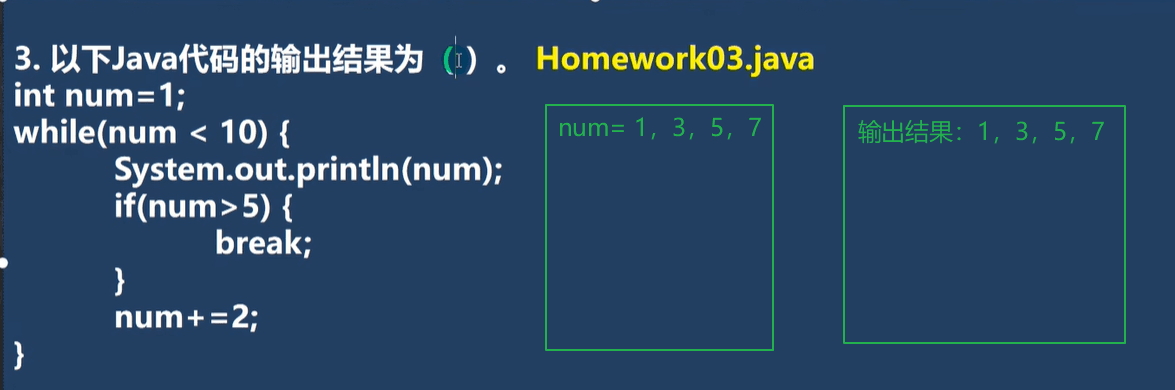 3. 以下Java代码的输出结果为（ ）。 Homework03.java
int num=1;
while(num < 10) {
System.out.println(num);
if(num>5) {
break;
}
num+=2;
}
num= 1，3，5，7
输出结果：1，3，5，7